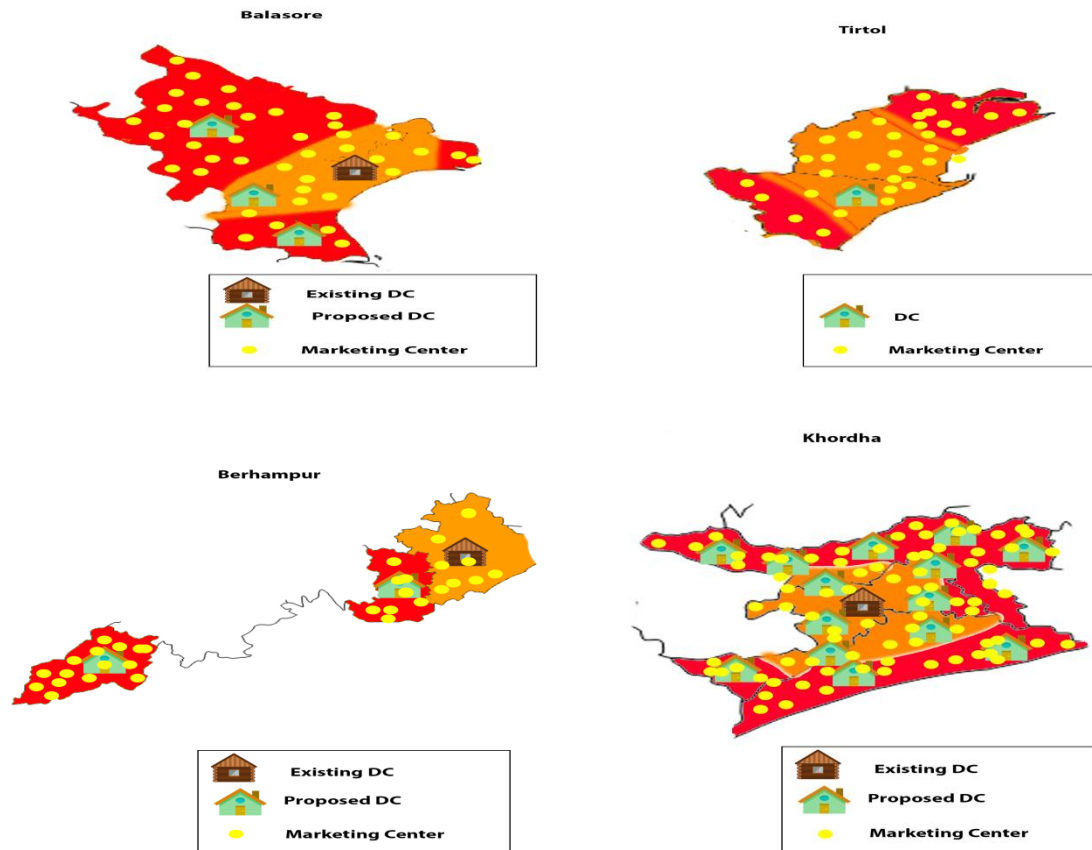 Balasore
Existing DC
Proposed DC
Marketing Center
Tirtol
DC
Marketing Center
Berhampur
Existing DC
Proposed DC
Marketing Center
Khordha
Existing DC
Proposed DC
Marketing Center